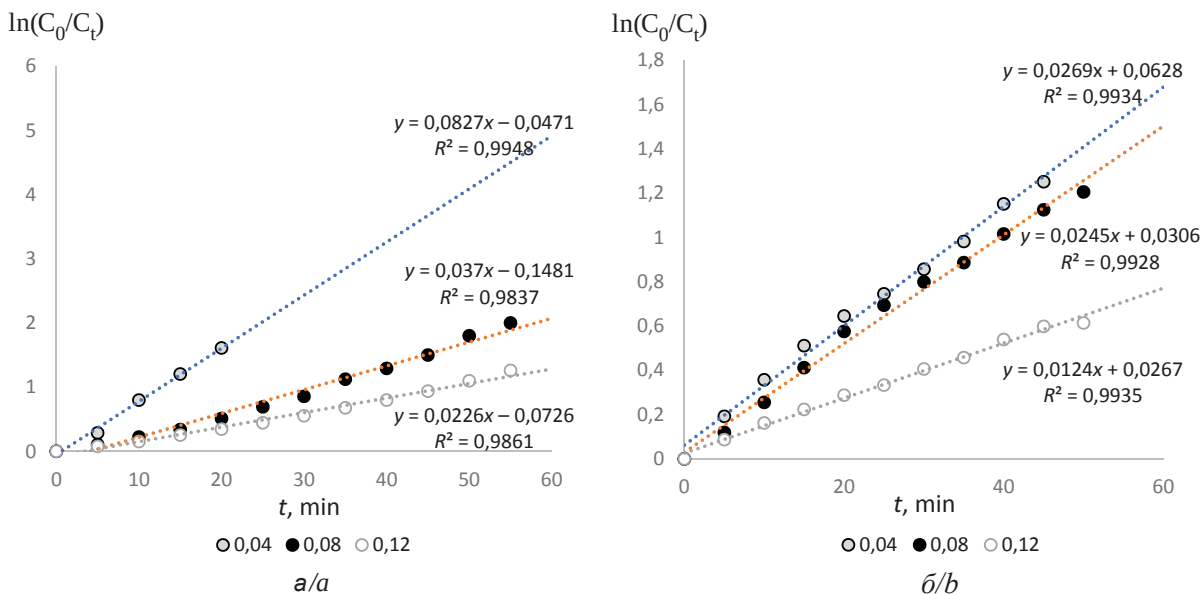 ln(C₀/Cₜ)
6
5
4
3
2
1
0
0
10
20
30
40
50
60
y = 0,0827x – 0,0471
R² = 0,9948
y = 0,037x – 0,1481
R² = 0,9837
y = 0,0226x – 0,0726
R² = 0,9861
t, min
0,04 0,08 0,12
а/a
ln(C₀/Cₜ)
1,8
1,6
1,4
1,2
1
0,8
0,6
0,4
0,2
0
0
20
40
60
y = 0,0269x + 0,0628
R² = 0,9934
y = 0,0245x + 0,0306
R² = 0,9928
y = 0,0124x + 0,0267
R² = 0,9935
t, min
0,04 0,08 0,12
б/b